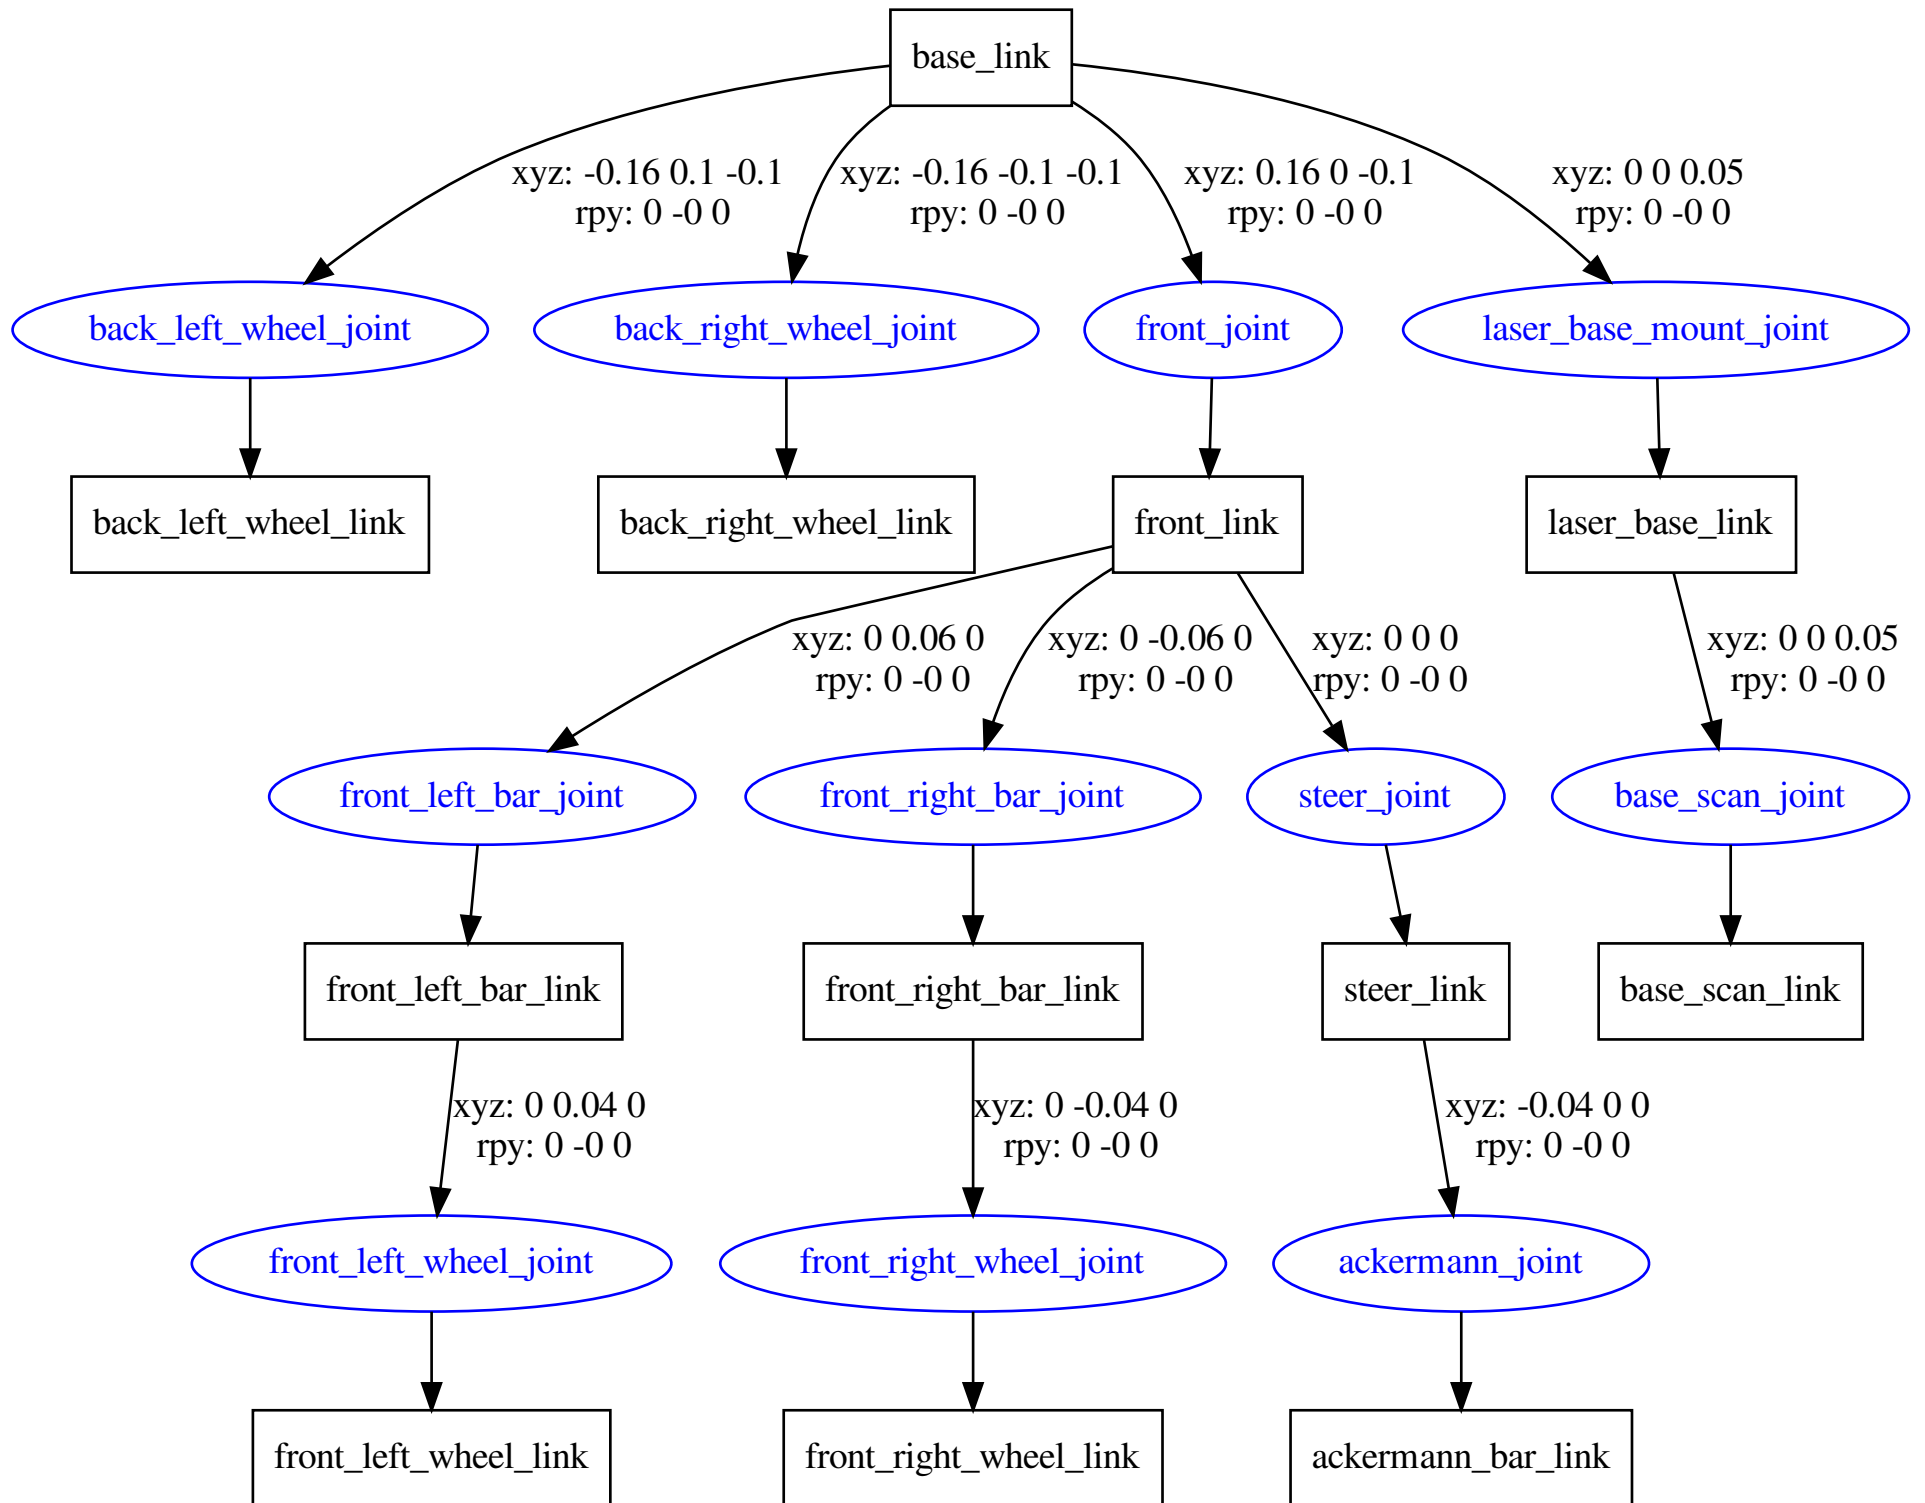 base_link
xyz: -0.16 0.1 -0.1
rpy: 0 -0 0
xyz: -0.16 -0.1 -0.1
rpy: 0 -0 0
xyz: 0.16 0 -0.1
rpy: 0 -0 0
xyz: 0 0 0.05
rpy: 0 -0 0
back_left_wheel_joint
back_right_wheel_joint
front_joint
laser_base_mount_joint
back_left_wheel_link
back_right_wheel_link
front_link
laser_base_link
xyz: 0 0.06 0
rpy: 0 -0 0
xyz: 0 -0.06 0
rpy: 0 -0 0
xyz: 0 0 0
rpy: 0 -0 0
xyz: 0 0 0.05
rpy: 0 -0 0
front_left_bar_joint
front_right_bar_joint
steer_joint
base_scan_joint
front_left_bar_link
front_right_bar_link
steer_link
base_scan_link
xyz: 0 0.04 0
rpy: 0 -0 0
xyz: 0 -0.04 0
rpy: 0 -0 0
xyz: -0.04 0 0
rpy: 0 -0 0
front_left_wheel_joint
front_right_wheel_joint
ackermann_joint
front_left_wheel_link
front_right_wheel_link
ackermann_bar_link